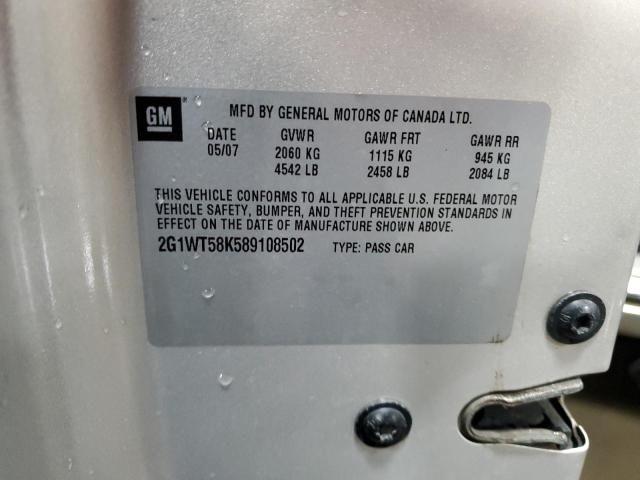 GM ®
MFD BY GENERAL MOTORS OF CANADA LTD.
DATE GVWR GAWR FRT GAWR RR
05/07 2060 KG 1115 KG 945 KG
4542 LB 2458 LB 2084 LB
THIS VEHICLE CONFORMS TO ALL APPLICABLE U.S. FEDERAL MOTOR
VEHICLE SAFETY, BUMPER, AND THEFT PREVENTION STANDARDS IN
EFFECT ON THE DATE OF MANUFACTURE SHOWN ABOVE.
2G1WT58K589108502 TYPE: PASS CAR